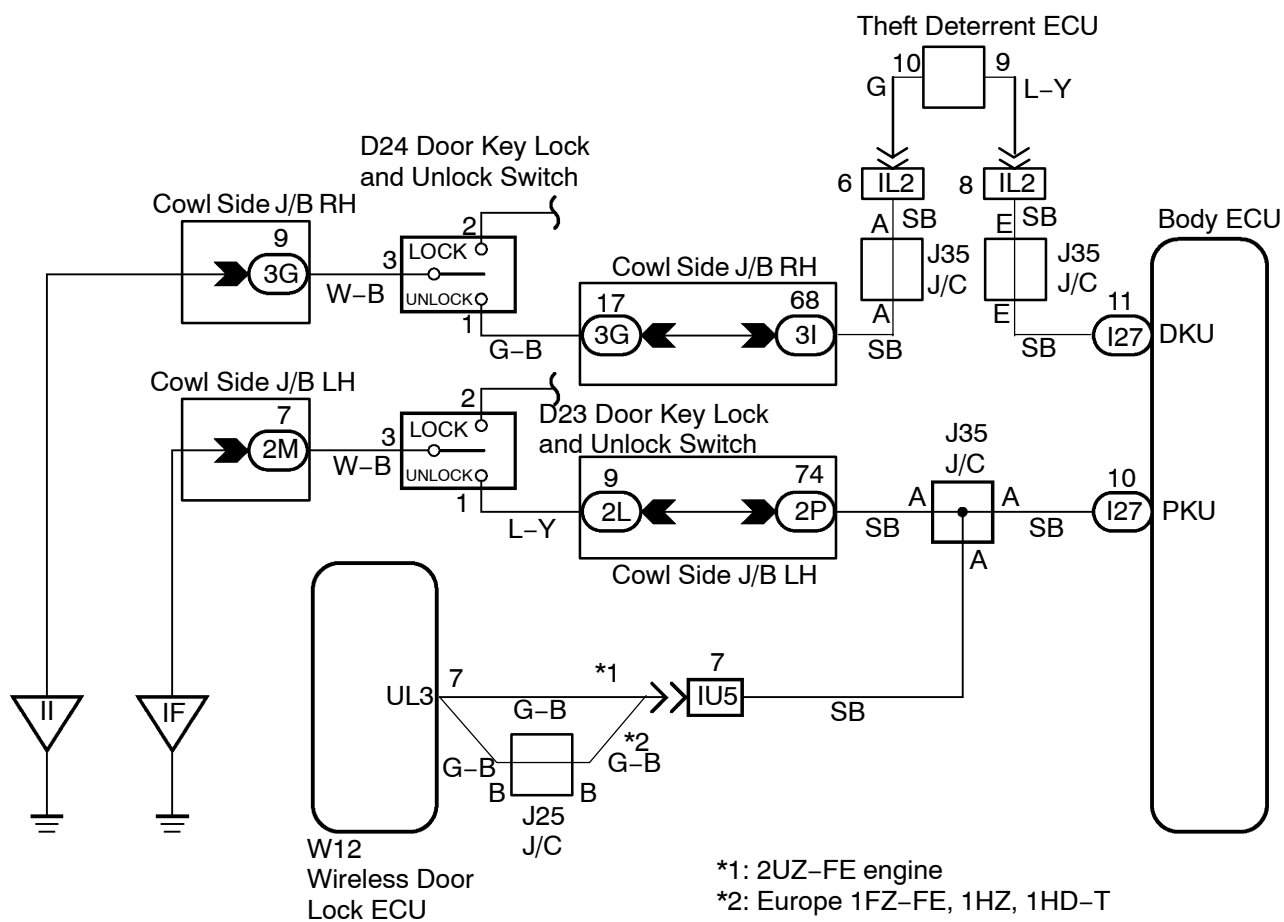 Theft Deterrent ECU
10
9
G
L−Y
D24 Door Key Lock
and Unlock Switch
6
IL2
8
IL2
Cowl Side J/B RH
A
SB
E
SB
Body ECU
9
3G
2
LOCK
3
W−B
UNLOCK
1
G−B
Cowl Side J/B RH
J35
J/C
J35
J/C
17
3G
68
3I
A
SB
E
SB
11
I27
DKU
Cowl Side J/B LH
7
2M
2
LOCK
3
W−B
UNLOCK
1
L−Y
D23 Door Key Lock
and Unlock Switch
9
2L
74
2P
J35
J/C
A
A
SB
SB
A
10
I27
PKU
Cowl Side J/B LH
II
IF
UL3
7
*1
G−B
7
IU5
SB
*2
G−B
G−B
B
B
J25
J/C
W12
Wireless Door
Lock ECU
*1: 2UZ−FE engine
*2: Europe 1FZ−FE, 1HZ, 1HD−T